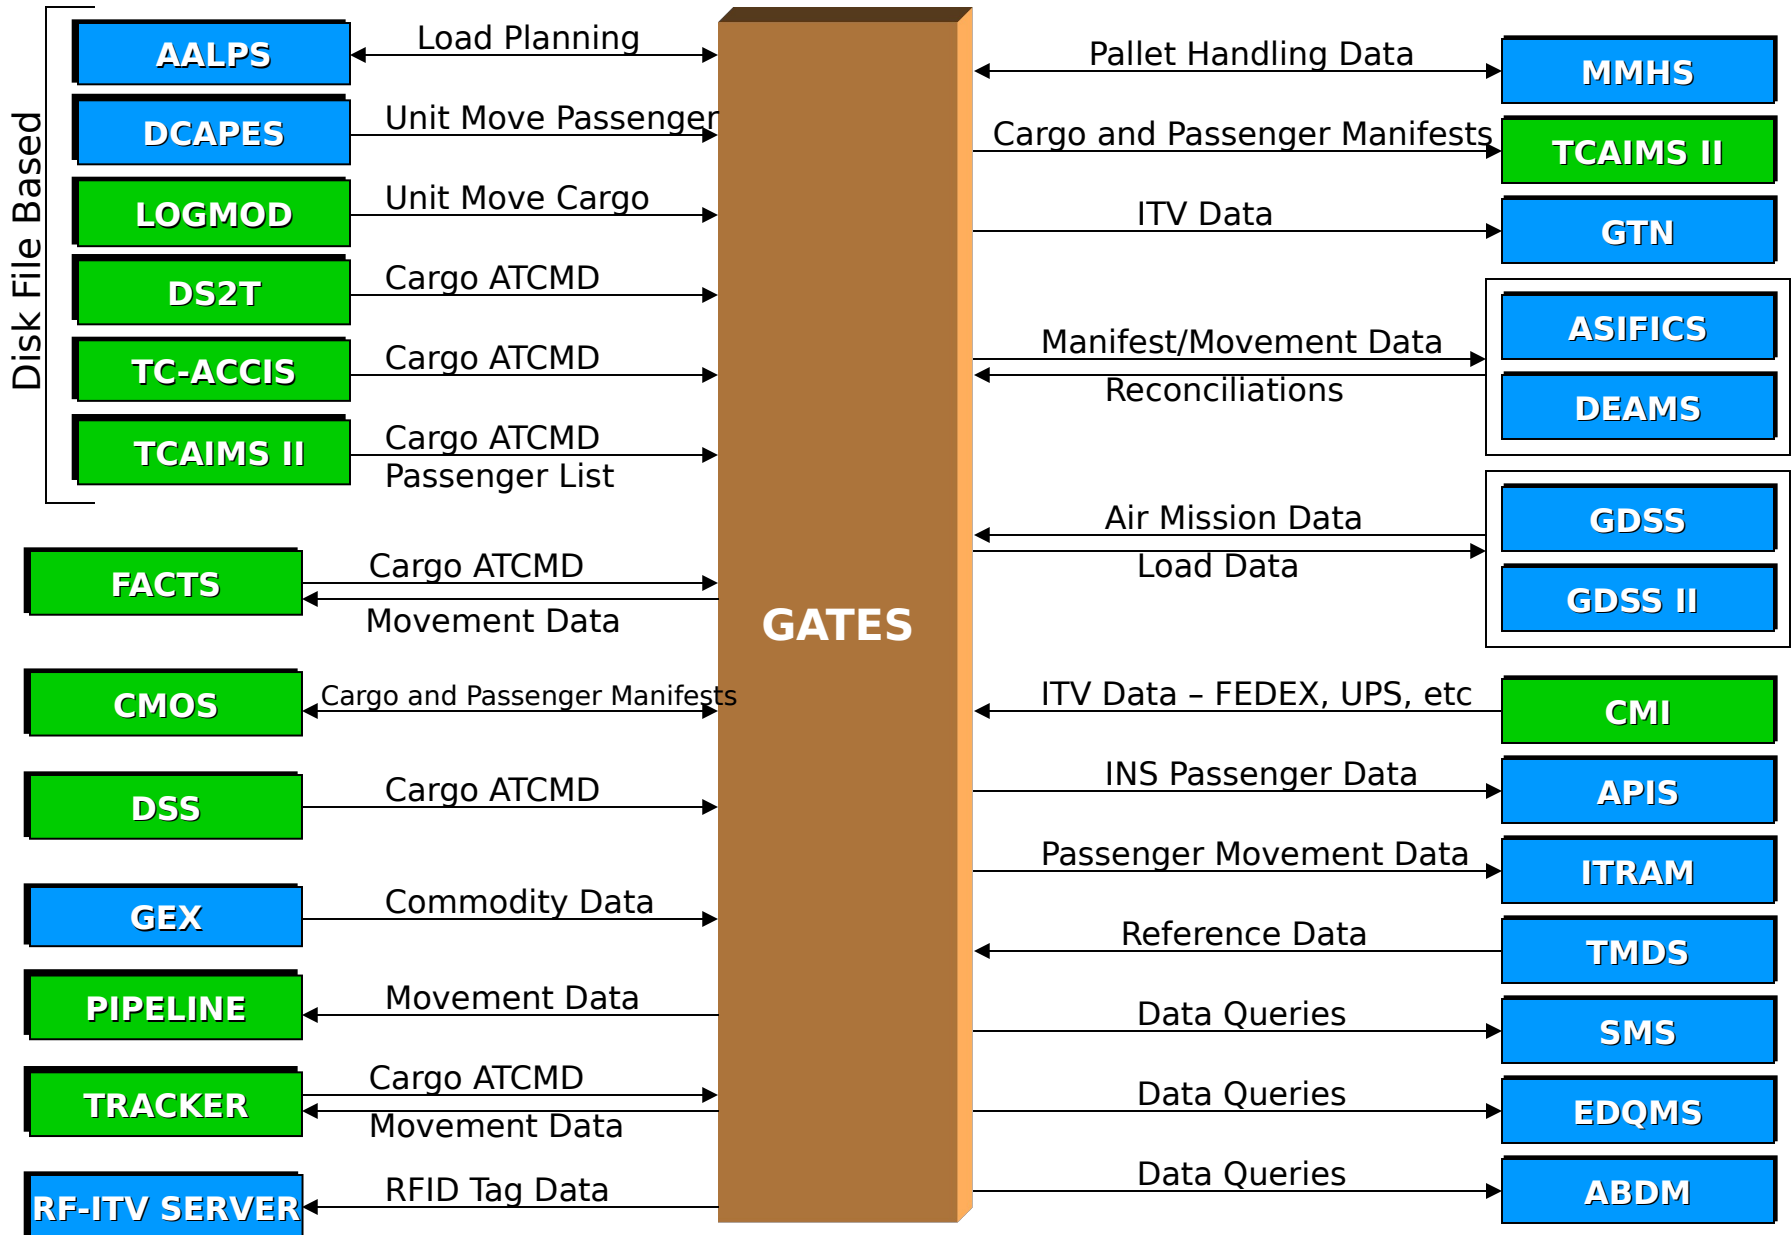 Disk File Based
AALPS
Load Planning
DCAPES
Unit Move Passenger
LOGMOD
Unit Move Cargo
DS2T
Cargo ATCMD
TC-ACCIS
Cargo ATCMD
TCAIMS II
Cargo ATCMD
Passenger List
FACTS
Cargo ATCMD
Movement Data
CMOS
Cargo and Passenger Manifests
DSS
Cargo ATCMD
GEX
Commodity Data
PIPELINE
Movement Data
TRACKER
Cargo ATCMD
Movement Data
RF-ITV SERVER
RFID Tag Data
GATES
Pallet Handling Data
MMHS
Cargo and Passenger Manifests
TCAIMS II
ITV Data
GTN
Manifest/Movement Data
Reconciliations
ASIFICS
DEAMS
Air Mission Data
Load Data
GDSS
GDSS II
ITV Data – FEDEX, UPS, etc
CMI
INS Passenger Data
APIS
Passenger Movement Data
ITRAM
Reference Data
TMDS
Data Queries
SMS
Data Queries
EDQMS
Data Queries
ABDM